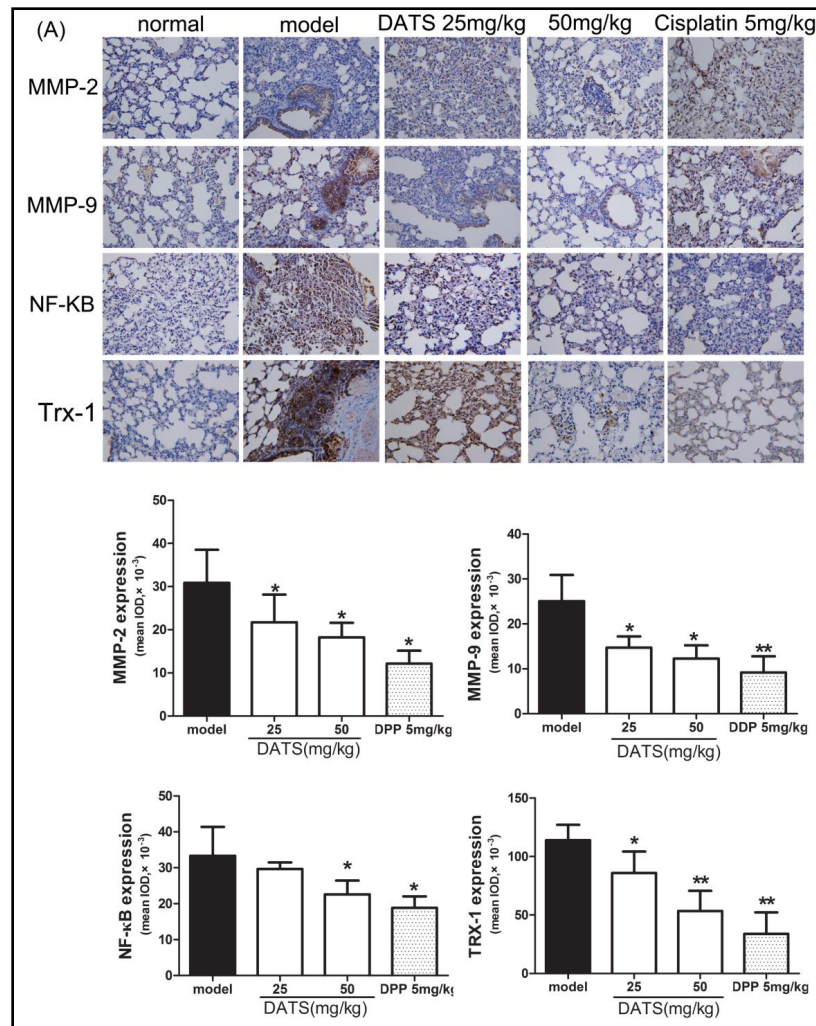 (A)
normal model DATS 25mg/kg 50mg/kg Cisplatin 5mg/kg
MMP-2
MMP-9
NF-KB
Trx-1
MMP-2 expression
(mean IOD,× 10⁻³)
50
40
30
20
10
0
*
*
*
model 25 50 DPP 5mg/kg
DATS(mg/kg)
MMP-9 expression
(mean IOD,× 10⁻³)
40
30
20
10
0
*
*
**
model 25 50 DDP 5mg/kg
DATS(mg/kg)
NF-κB expression
(mean IOD,× 10⁻³)
50
40
30
20
10
0
*
*
model 25 50 DPP 5mg/kg
DATS(mg/kg)
TRX-1 expression
(mean IOD,× 10⁻³)
150
100
50
0
*
**
**
model 25 50 DPP 5mg/kg
DATS(mg/kg)